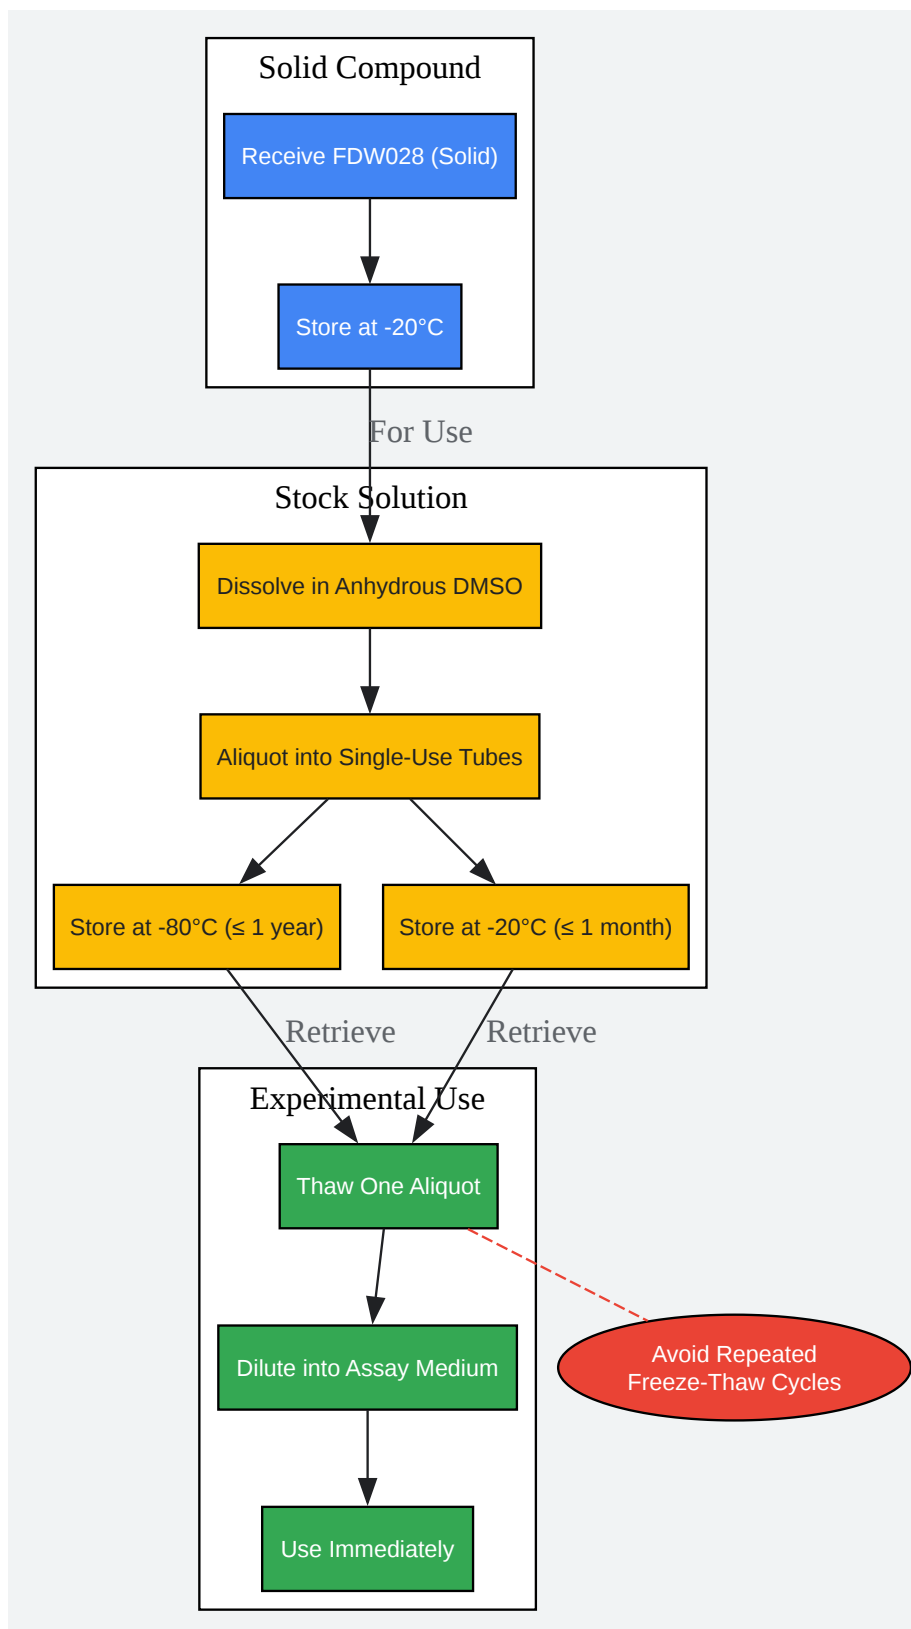 Solid Compound
Receive FDW028 (Solid)
Store at -20°C
For Use
Stock Solution
Dissolve in Anhydrous DMSO
Aliquot into Single-Use Tubes
Store at -80°C (≤ 1 year)
Store at -20°C (≤ 1 month)
Retrieve
Retrieve
Experimental Use
Thaw One Aliquot
Dilute into Assay Medium
Avoid Repeated
Freeze-Thaw Cycles
Use Immediately